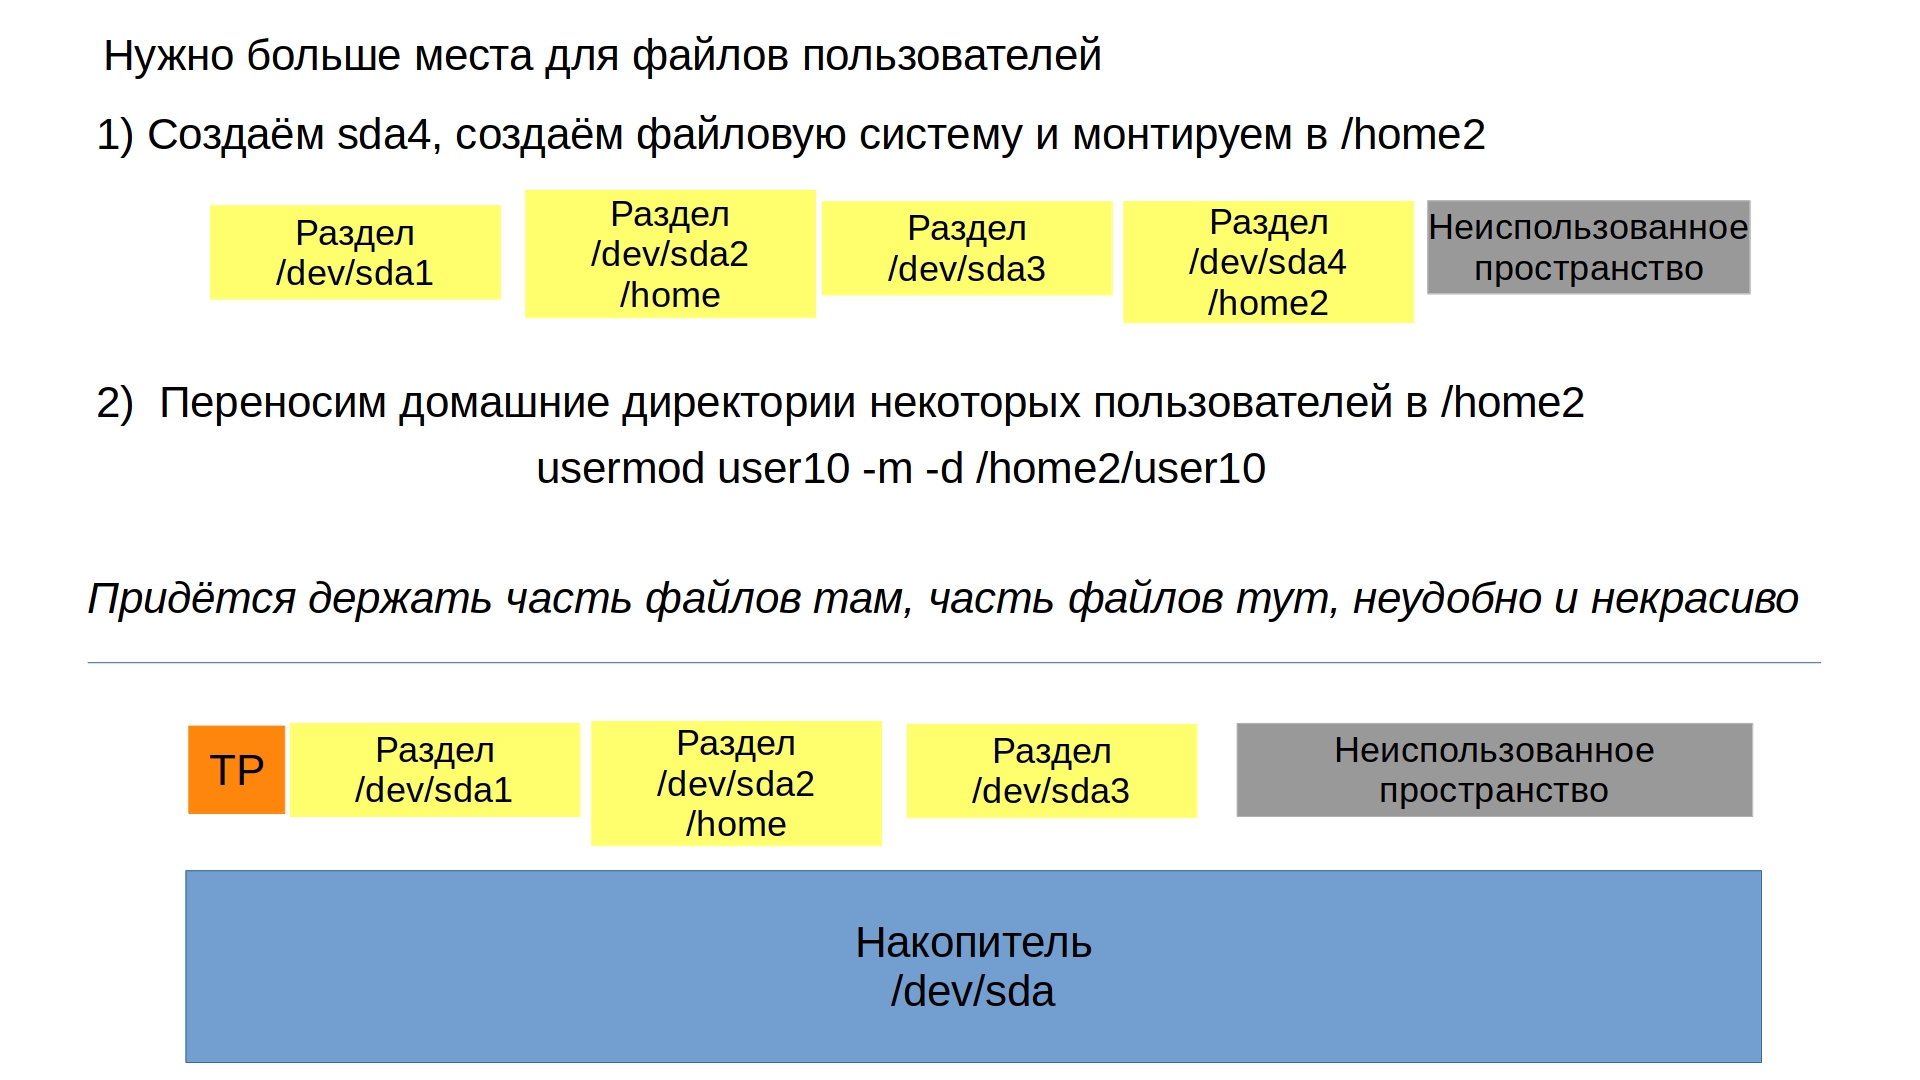 Нужно больше места для файлов пользователей
1) Создаём sda4, создаём файловую систему и монтируем в /home2
Раздел
/dev/sda1
Раздел
/dev/sda2
/home
Раздел
/dev/sda3
Раздел
/dev/sda4
/home2
Неиспользованное
пространство
2) Переносим домашние директории некоторых пользователей в /home2
usermod user10 -m -d /home2/user10
Придётся держать часть файлов там, часть файлов тут, неудобно и некрасиво
ТР
Раздел
/dev/sda1
Раздел
/dev/sda2
/home
Раздел
/dev/sda3
Неиспользованное
пространство
Накопитель
/dev/sda